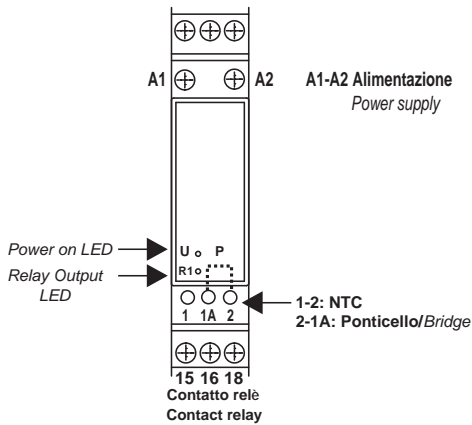 A1 A2 A1-A2 Alimentazione
Power supply
Power on LED U P
Relay Output R1
LED
1 1A 2
1-2: NTC
2-1A: Ponticello/Bridge
15 16 18
Contatto relè
Contact relay